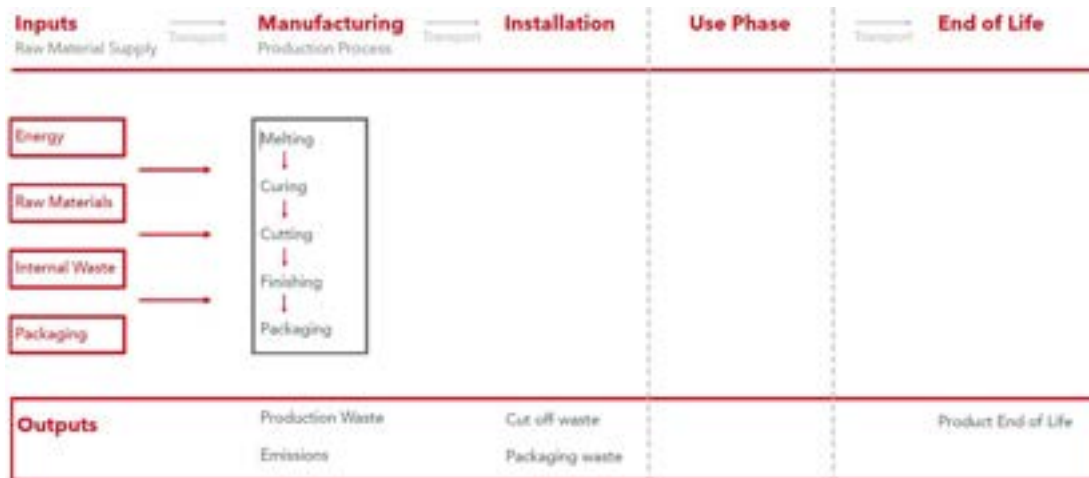 Inputs
Raw Material Supply
Transport
Manufacturing
Production Process
Transport
Installation
Use Phase
Transport
End of Life
Energy
Raw Materials
Internal Waste
Packaging
Melting
Curing
Cutting
Finishing
Packaging
Outputs
Production Waste
Emissions
Cut off waste
Packaging waste
Product End of Life